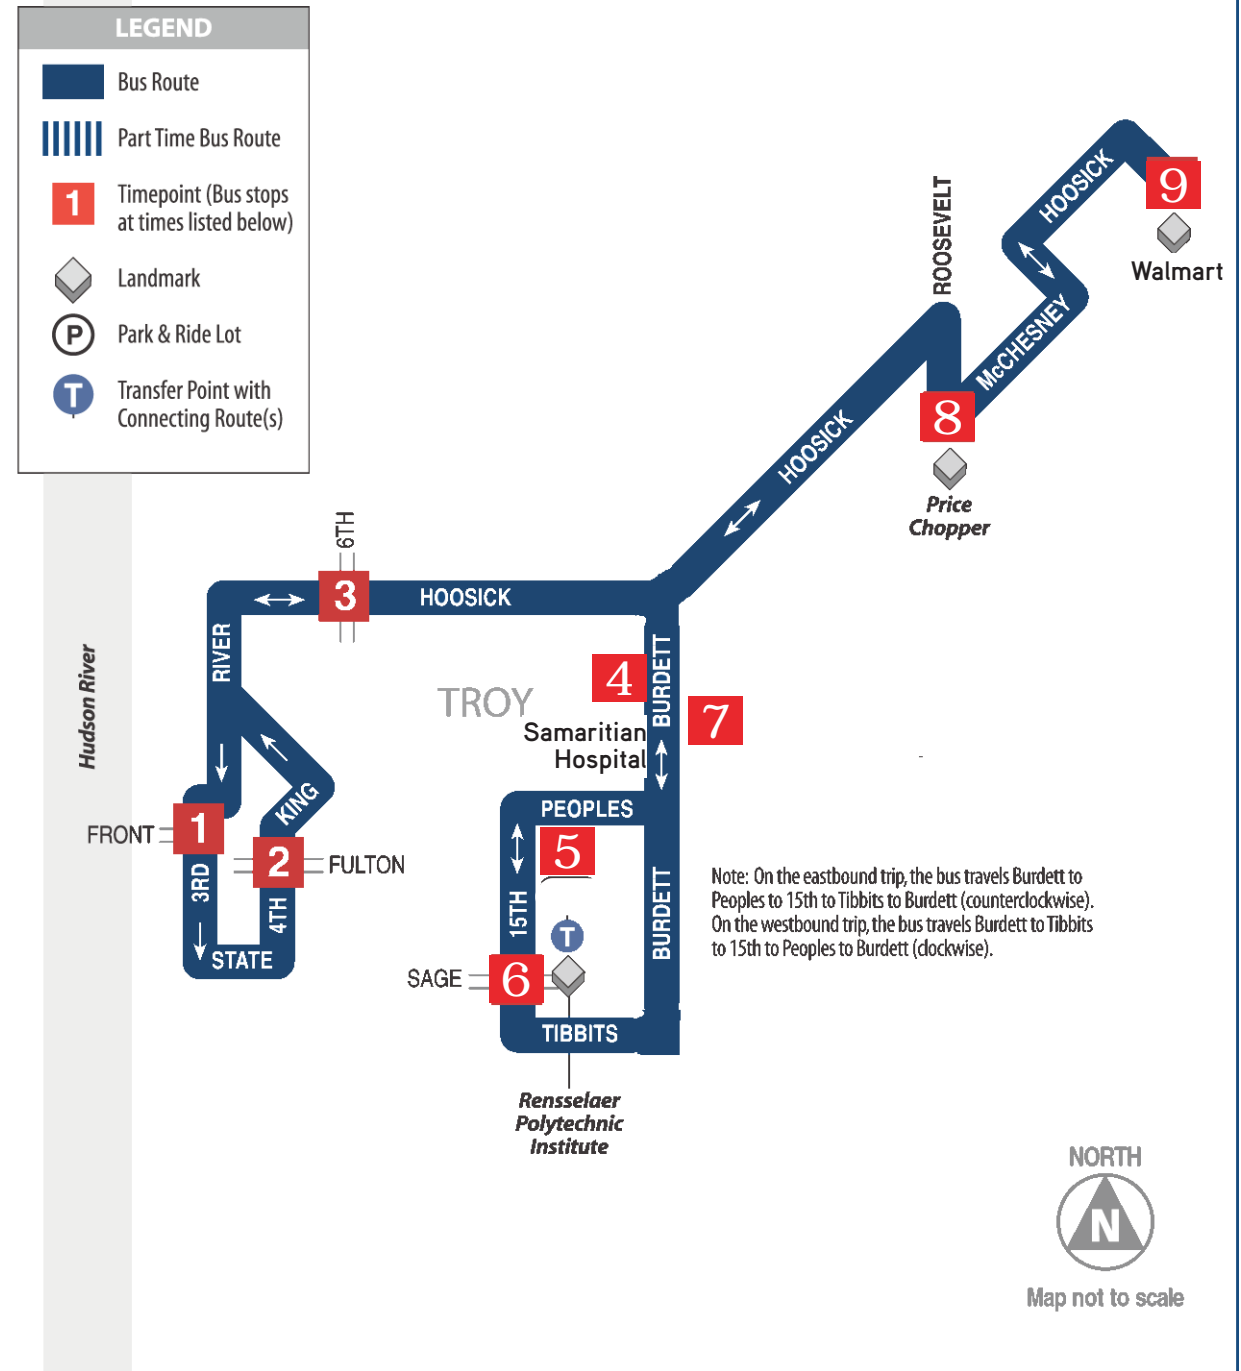 LEGEND
Bus Route
Part Time Bus Route
1
Timepoint (Bus stops
at times listed below)
Landmark
P
Park & Ride Lot
T
Transfer Point with
Connecting Route(s)
HOOSICK
9
Walmart
ROOSEVELT
McCHESNEY
8
Price
Chopper
HOOSICK
6TH
3
HOOSICK
RIVER
BURDETT
4
7
TROY
Samaritian
Hospital
Hudson River
KING
PEOPLES
FRONT
1
5
2
FULTON
3RD
4TH
15TH
BURDETT
Note: On the eastbound trip, the bus travels Burdett to
Peoples to 15th to Tibbits to Burdett (counterclockwise).
On the westbound trip, the bus travels Burdett to Tibbits
to 15th to Peoples to Burdett (clockwise).
T
STATE
SAGE
6
TIBBITS
Rensselaer
Polytechnic
Institute
NORTH
N
Map not to scale